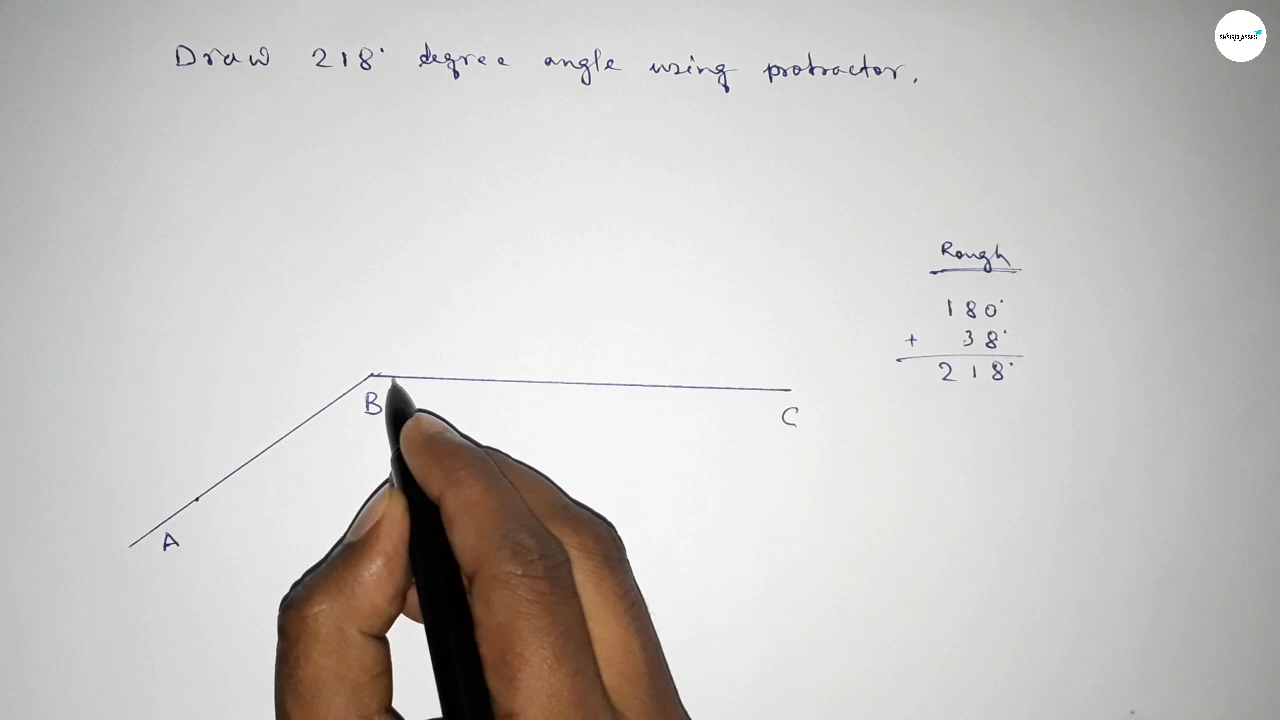 Draw 218° degree angle using protractor.
Rough
180°
+ 38°
218°
B
C
A